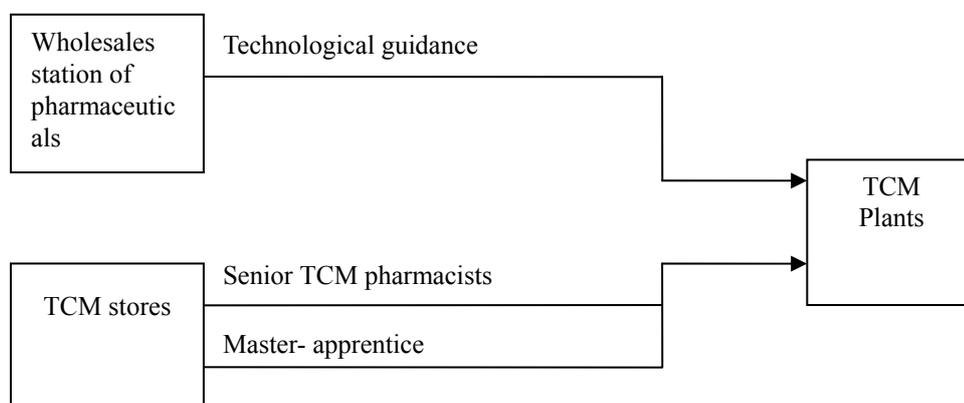 Wholesales
station of
pharmaceutic
als
Technological guidance
TCM
Plants
Senior TCM pharmacists
TCM stores
Master- apprentice